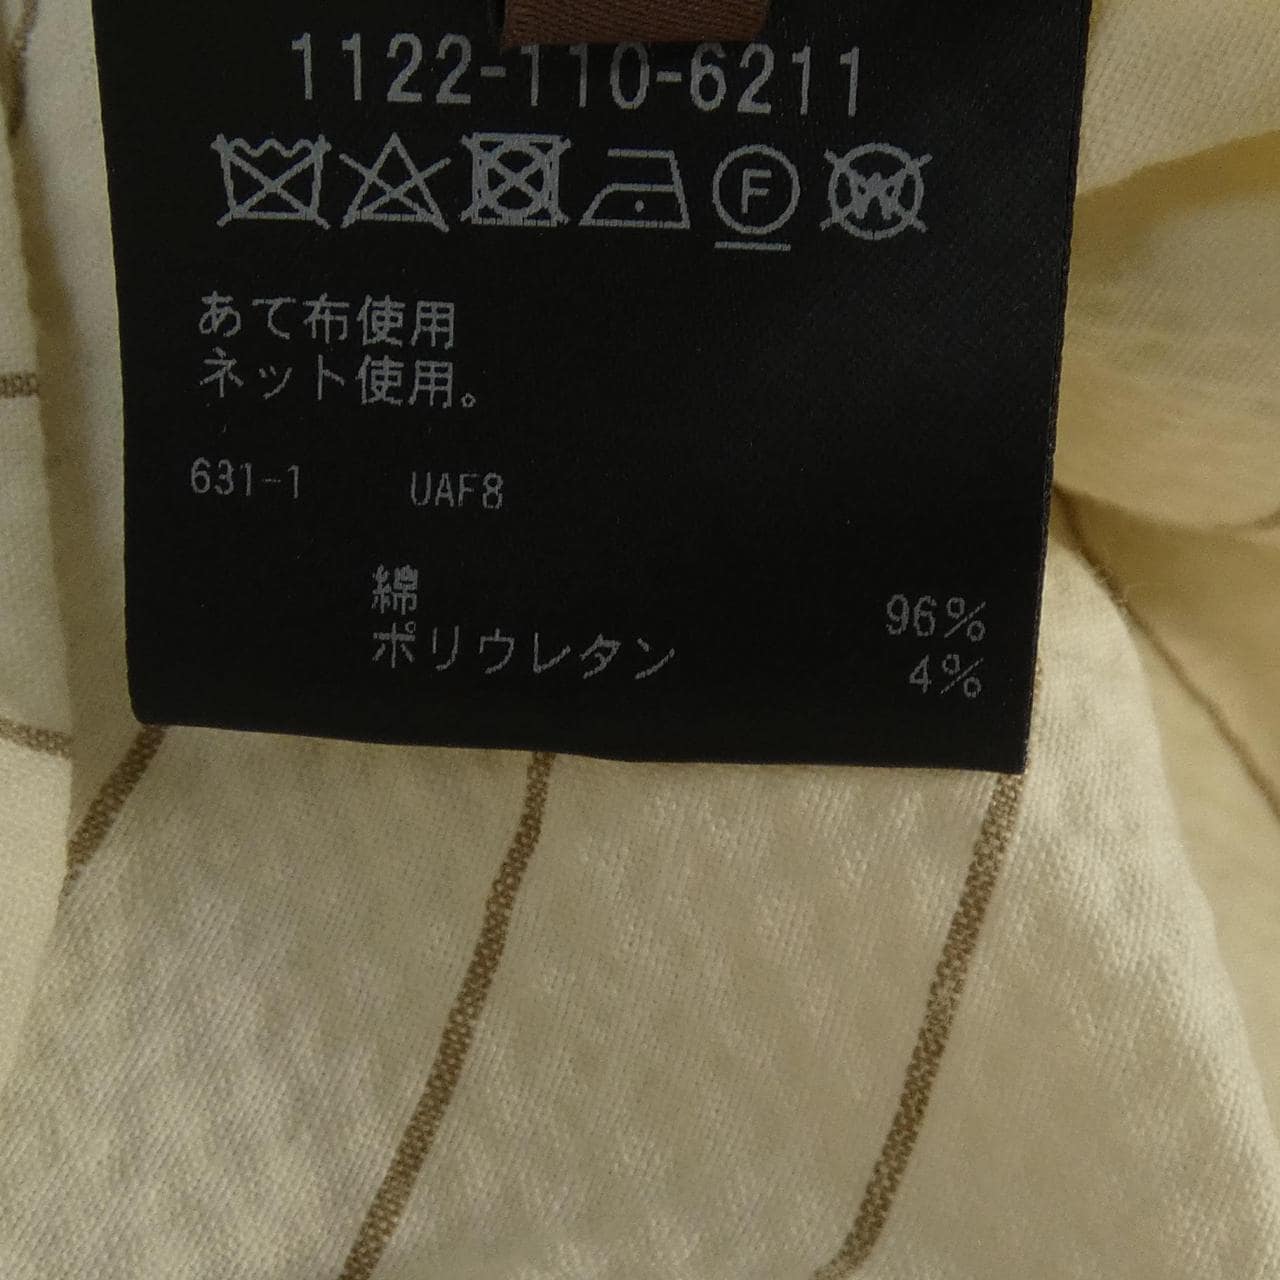 1122-110-6211
F
W
あて布使用
ネット使用。
631-1 UAF8
綿 96%
ポリウレタン 4%